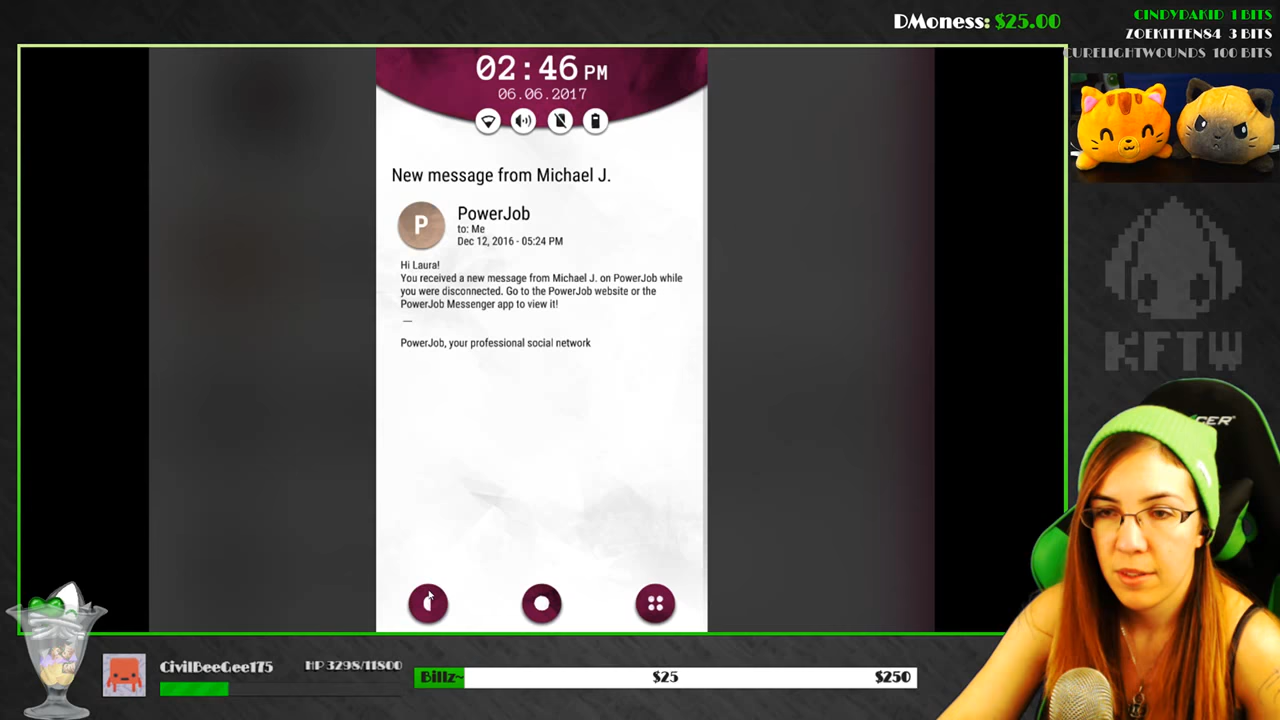 DMoness: $25.00
CINDYDAKID 1 BITS
ZOEKITTEN84 3 BITS
CURELIGHTWOUNDS 100 BITS
02:46 PM
06.06.2017
New message from Michael J.
P
PowerJob
to: Me
Dec 12, 2016 - 05:24 PM
Hi Laura!
You received a new message from Michael J. on PowerJob while
you were disconnected. Go to the PowerJob website or the
PowerJob Messenger app to view it!
—
PowerJob, your professional social network
KFTW
CivilBeeGee175
HP 3298/11800
Billz~
$25
$250